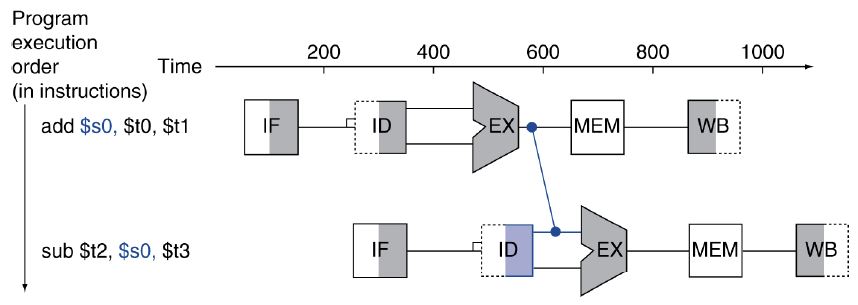 Program
execution
order
(in instructions)
Time
200 400 600 800 1000
add $s0, $t0, $t1
IF ID EX MEM WB
sub $t2, $s0, $t3
IF ID EX MEM WB